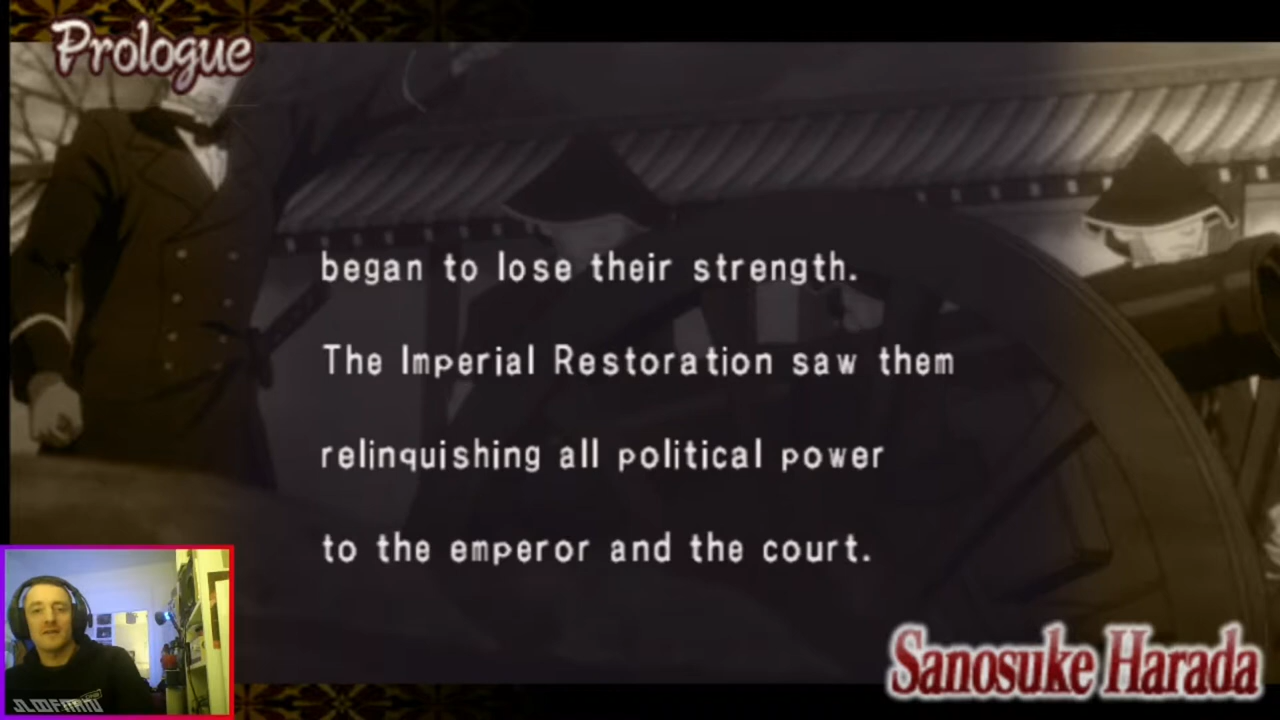 Prologue
began to lose their strength.
The Imperial Restoration saw them
relinquishing all political power
to the emperor and the court.
Sanosuke Harada